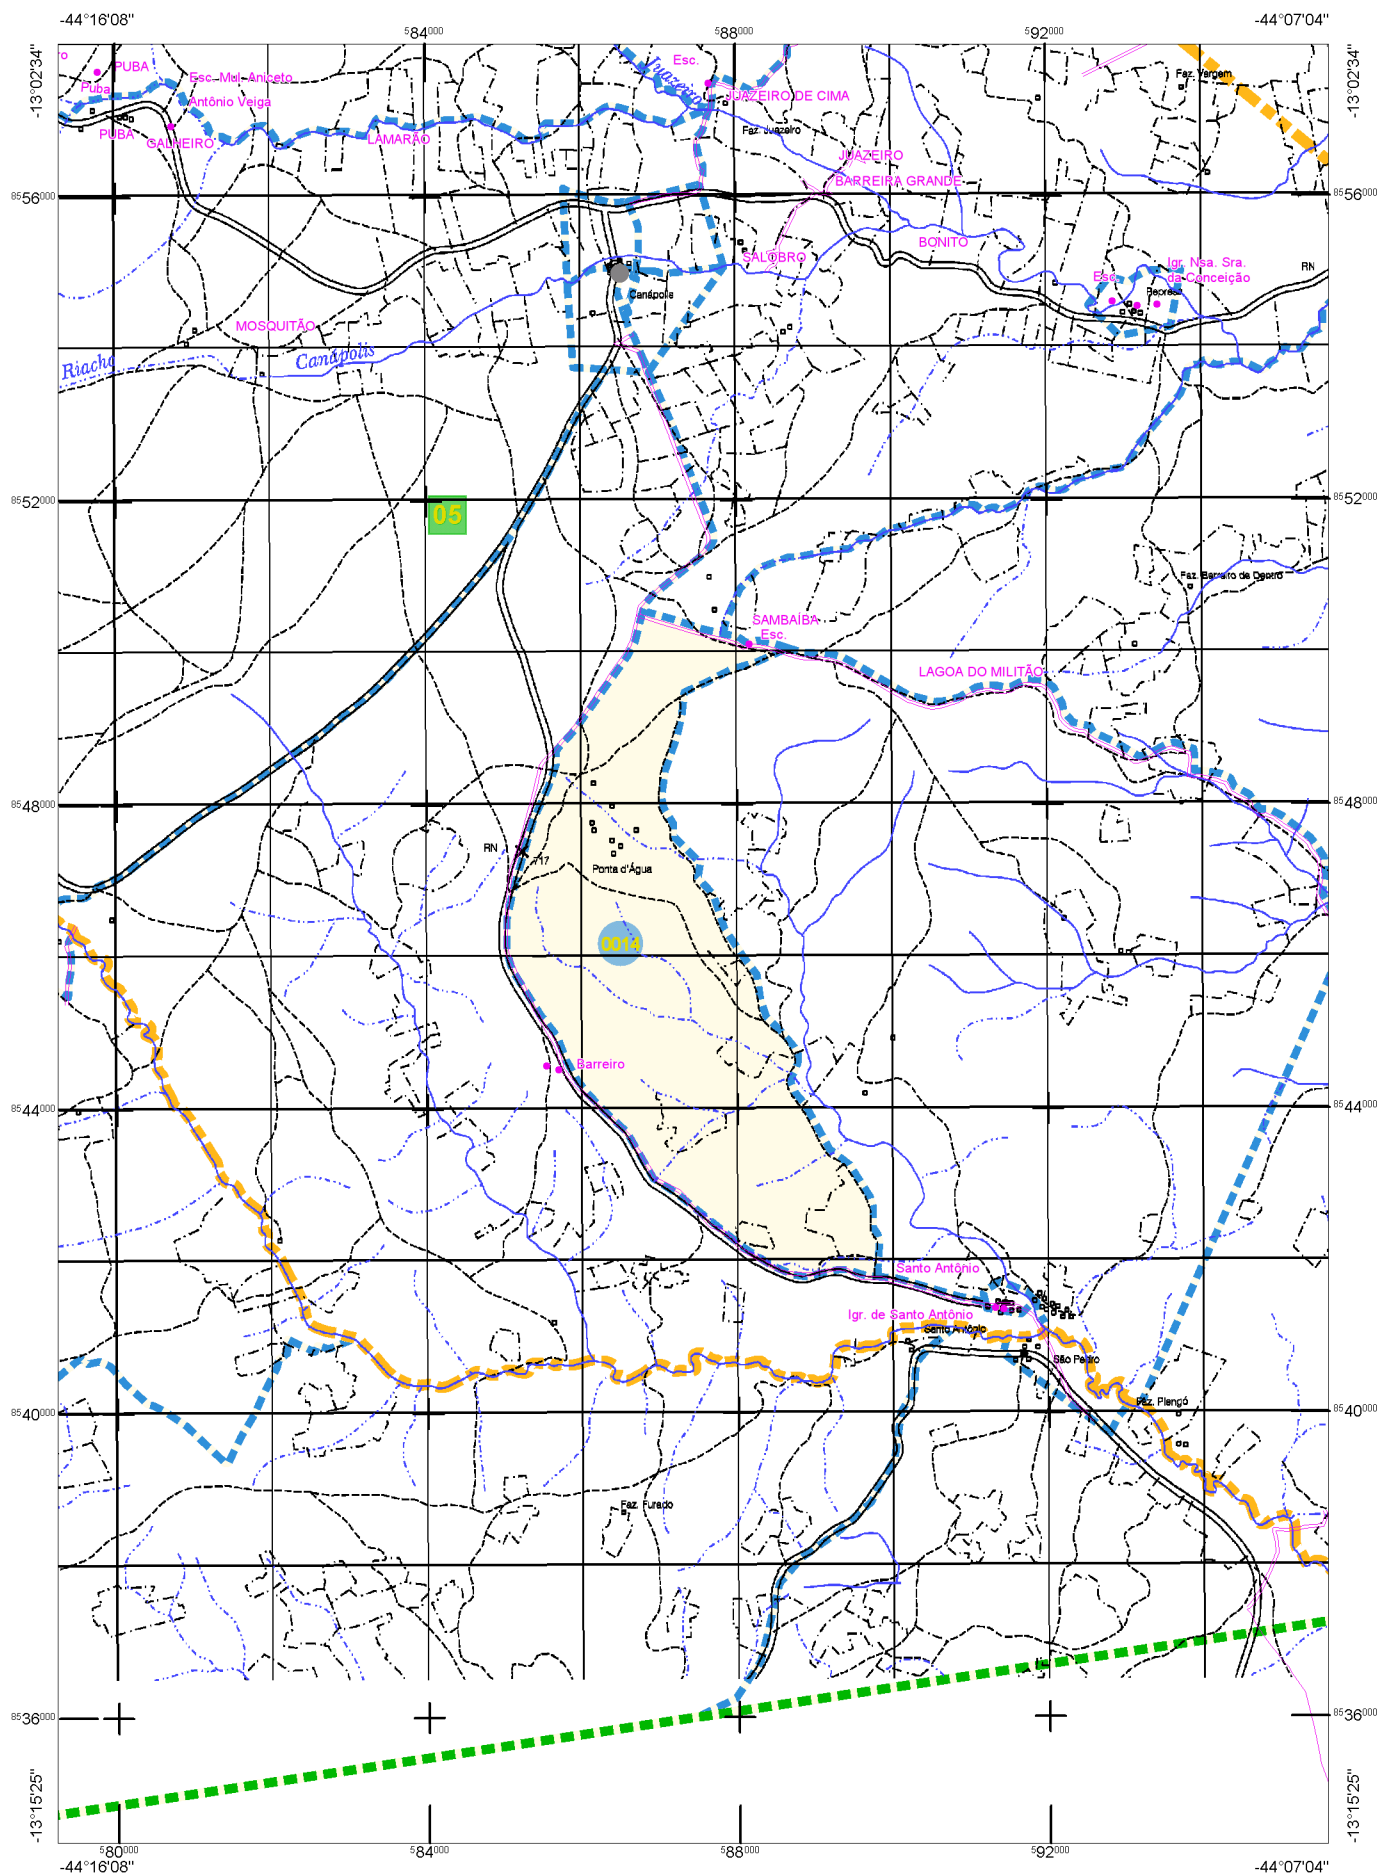 -44°16'08"
-44°07'04"
584000
588000
592000
-13°02'34"
-13°02'34"
o
PUBA
Puba
Esc. Mul. Aniceto
Antônio Veiga
PUBA
GALHEIRO
LAMARÃO
Juazeiro
Esc.
JUAZEIRO DE CIMA
Faz. Juazeiro
Faz. Vargem
JUAZEIRO
BARREIRA GRANDE
8556000
8556000
BONITO
SALOBRO
Esc.
Igr. Nsa. Sra.
da Conceição
RN
Canápolis
MOSQUITÃO
Riacho
Canápolis
8552000
8552000
05
Faz. Barreiro de Dentro
SAMBAÍBA
Esc.
LAGOA DO MILITÃO
8548000
8548000
RN
717
Ponta d'Água
0014
Barreiro
8544000
8544000
Santo Antônio
Igr. de Santo Antônio
Santo Antônio
São Pedro
Faz. Piengó
8540000
8540000
Faz. Furado
8536000
8536000
-13°15'25"
-13°15'25"
580000
584000
588000
592000
-44°16'08"
-44°07'04"